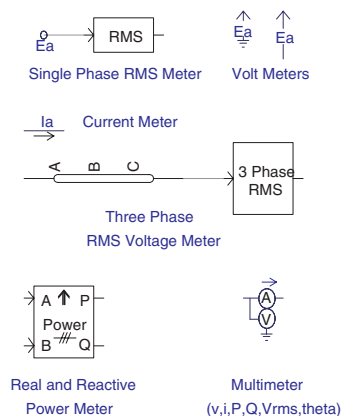 Ea
RMS
Ea
Ea
Single Phase RMS Meter
Volt Meters
Ia
Current Meter
A
B
C
3 Phase
RMS
Three Phase
RMS Voltage Meter
A
P
Power
B
Q
A
V
Real and Reactive
Power Meter
Multimeter
(v,i,P,Q,Vrms,theta)